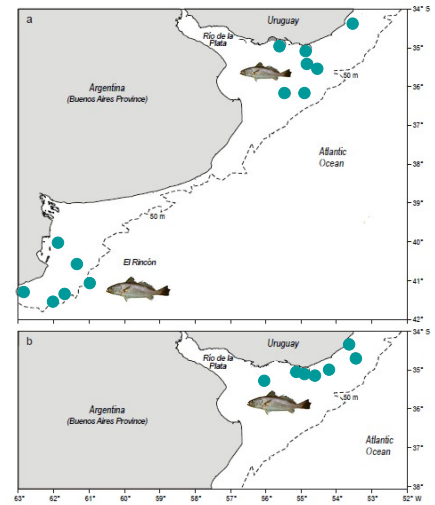 a
Uruguay
34° S
Río de la
Plata
35°
50 m
Argentina
(Buenos Aires Province)
36°
37°
Atlantic
Ocean
38°
50 m
39°
40°
El Rincón
41°
42°
b
Uruguay
34°
Río de la
Plata
35°
50 m
Argentina
(Buenos Aires Province)
36°
Atlantic
Ocean
37°
38°
63° 62° 61° 60° 59° 58° 57° 56° 55° 54° 53° 52° W